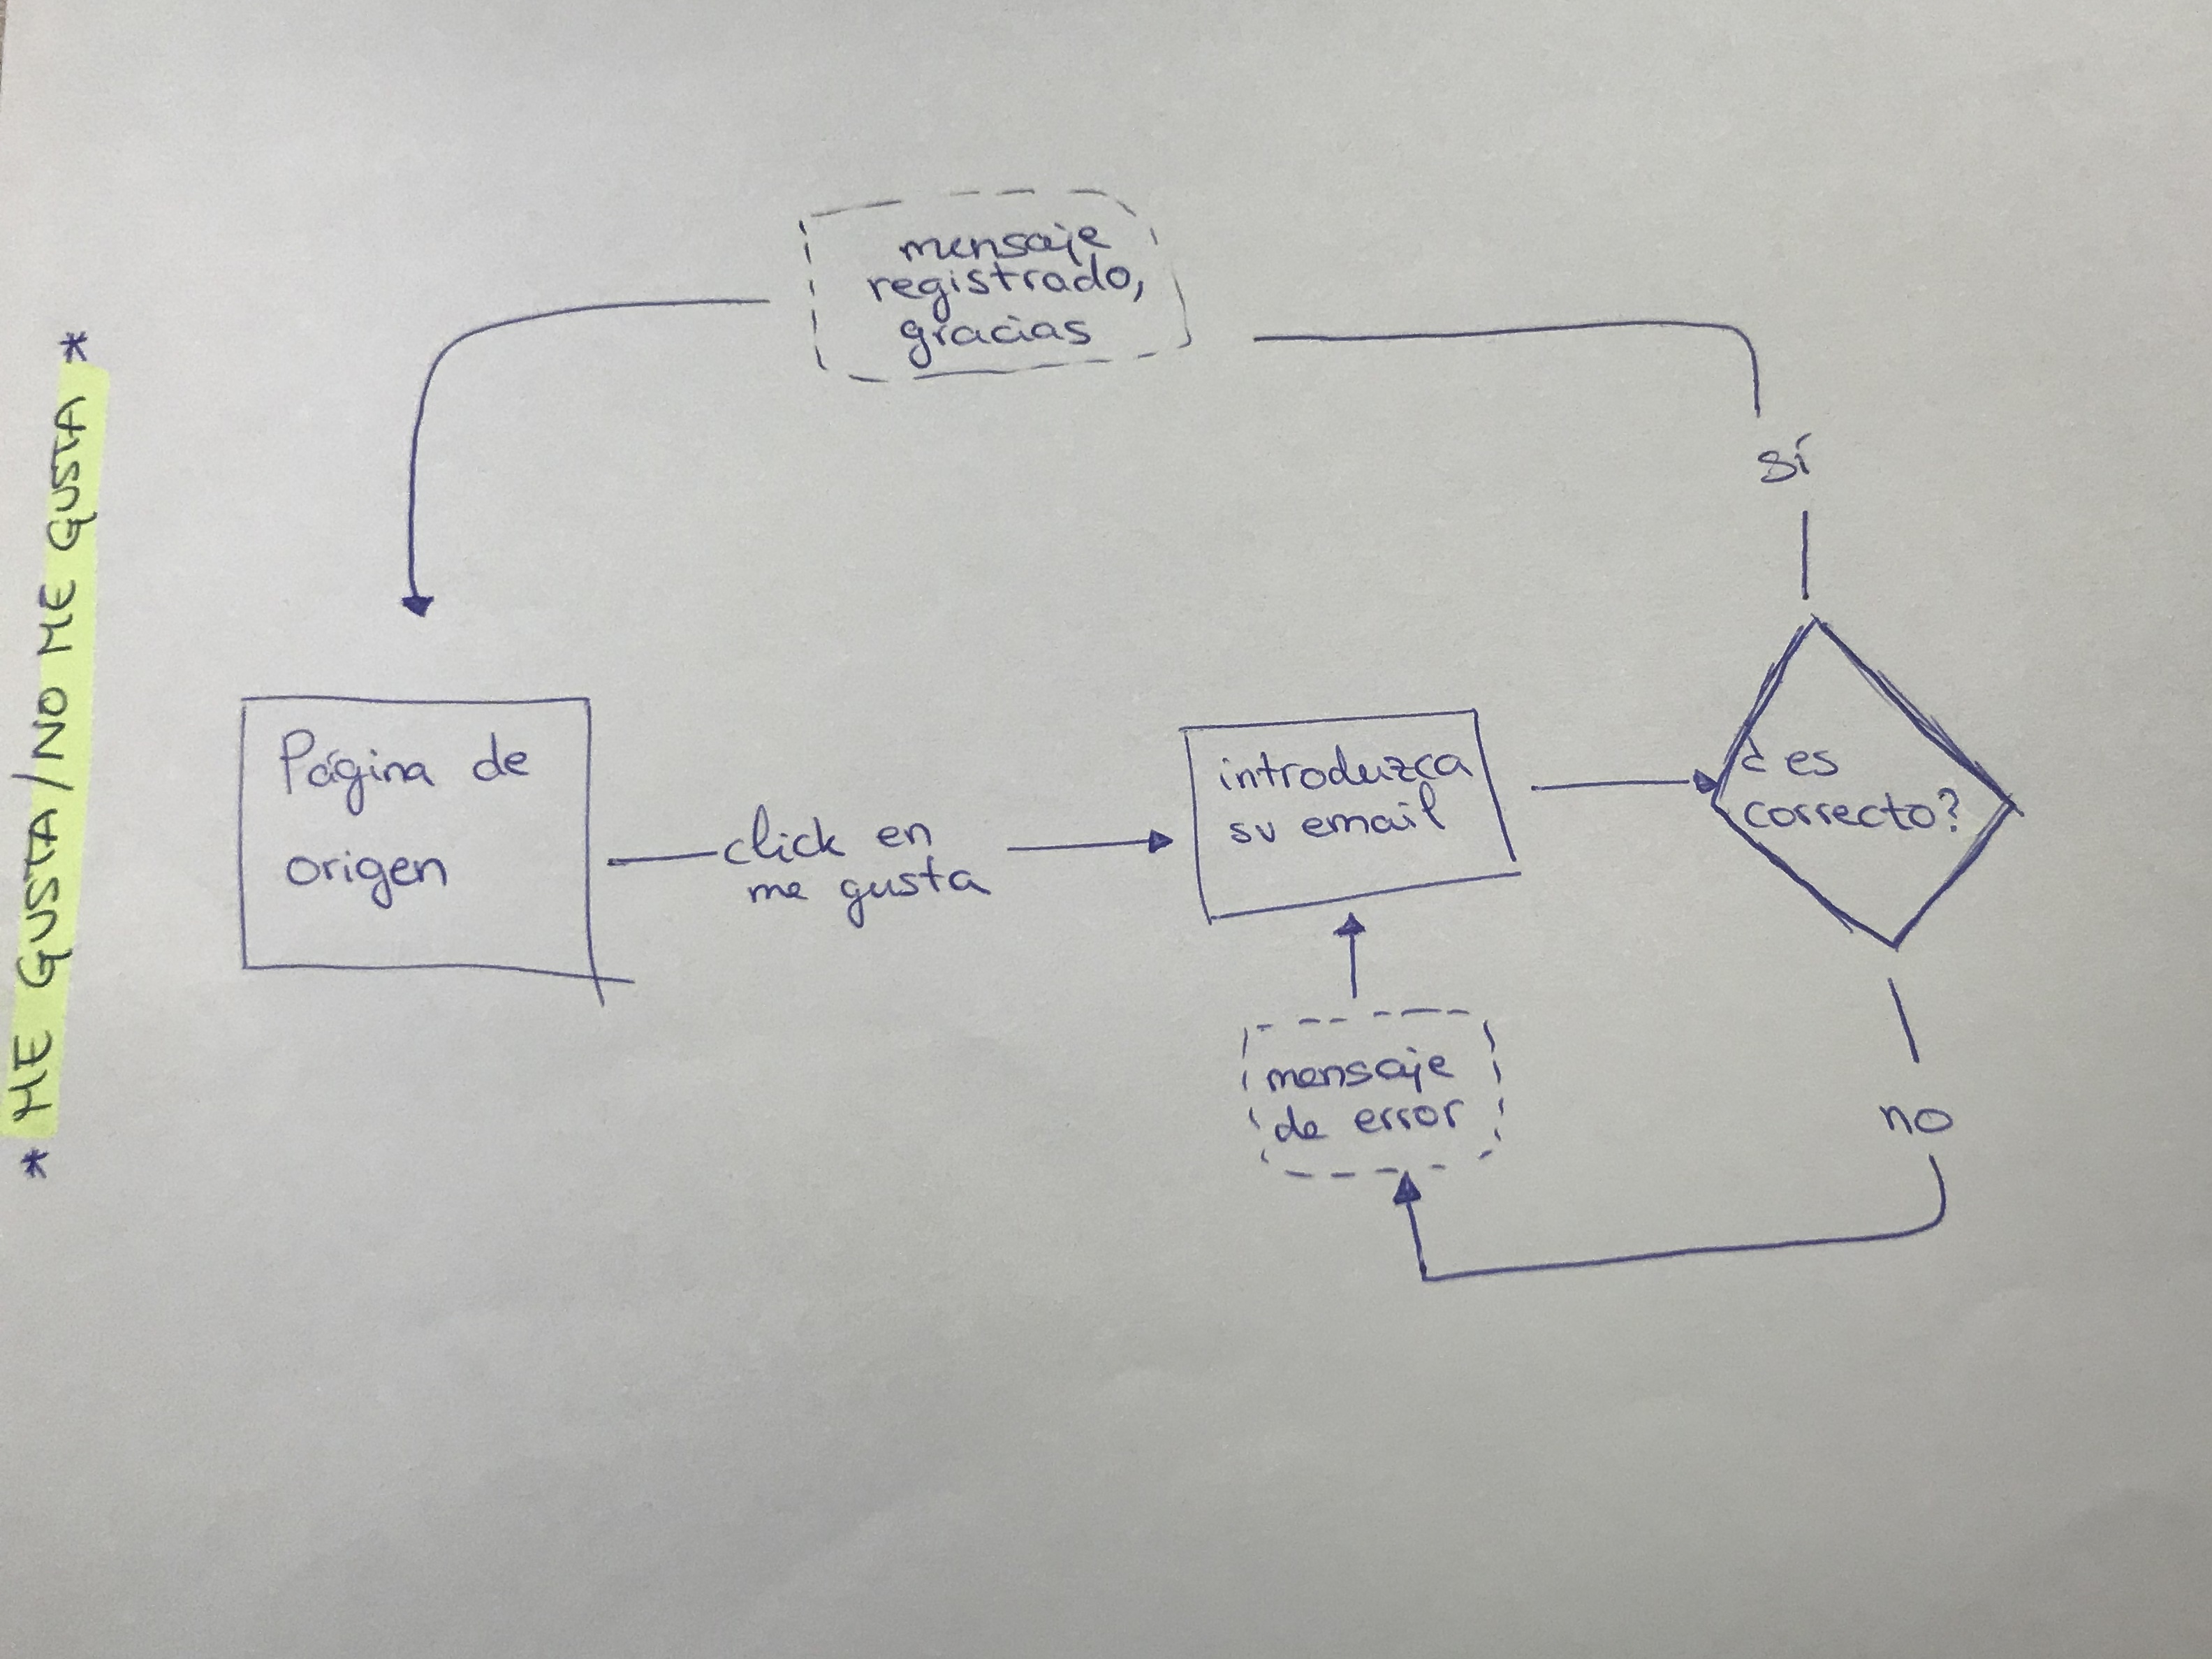 * ME GUSTA/NO ME GUSTA *
mensaje
registrado,
gracias
sí
Página de
origen
click en
me gusta
introduzca
su email
¿es
correcto?
mensaje
de error
no